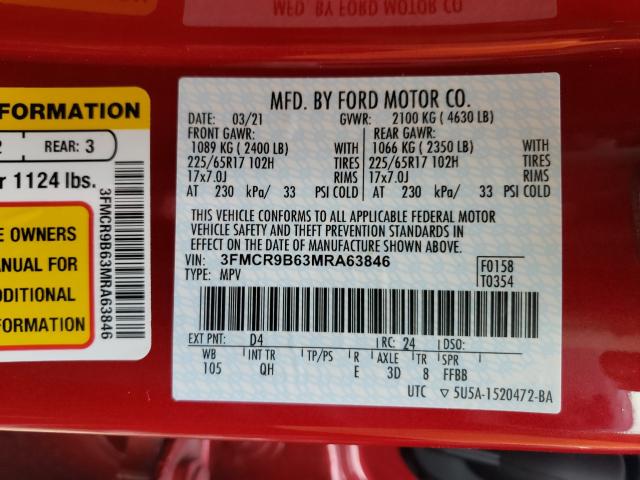 MFD. BY FORD MOTOR CO
FORMATION
2 REAR: 3
r 1124 lbs.
E OWNERS
ANUAL FOR
DDITIONAL
FORMATION
3FMCR9B63MRA63846
MFD. BY FORD MOTOR CO.
DATE: 03/21 GVWR: 2100 KG ( 4630 LB)
FRONT GAWR: REAR GAWR:
1089 KG ( 2400 LB) WITH 1066 KG ( 2350 LB) WITH
225/65R17 102H TIRES 225/65R17 102H TIRES
17x7.0J RIMS 17x7.0J RIMS
AT 230 kPa/ 33 PSI COLD AT 230 kPa/ 33 PSI COLD
THIS VEHICLE CONFORMS TO ALL APPLICABLE FEDERAL MOTOR
VEHICLE SAFETY AND THEFT PREVENTION STANDARDS IN
EFFECT ON THE DATE OF MANUFACTURE SHOWN ABOVE.
VIN: 3FMCR9B63MRA63846 F0158
TYPE: MPV T0354
EXT PNT: D4 RC: 24 DSO:
WB INT TR TP/PS R AXLE TR SPR
105 QH E 3D 8 FFBB
UTC ▽ 5U5A-1520472-BA